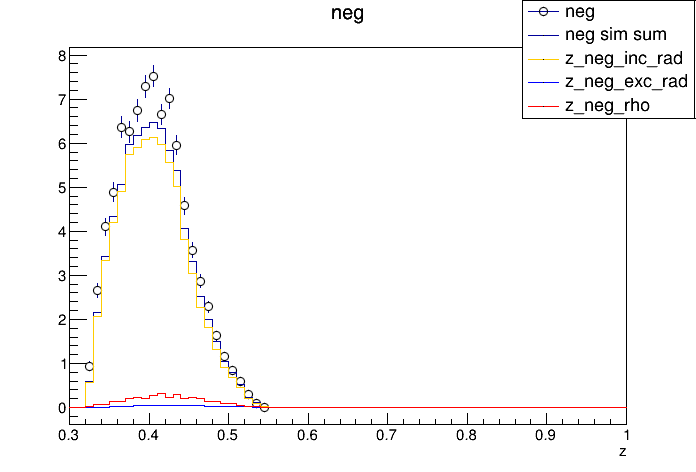 neg
neg
neg sim sum
z_neg_inc_rad
z_neg_exc_rad
z_neg_rho
8
7
6
5
4
3
2
1
0
0.3 0.4 0.5 0.6 0.7 0.8 0.9 1
z